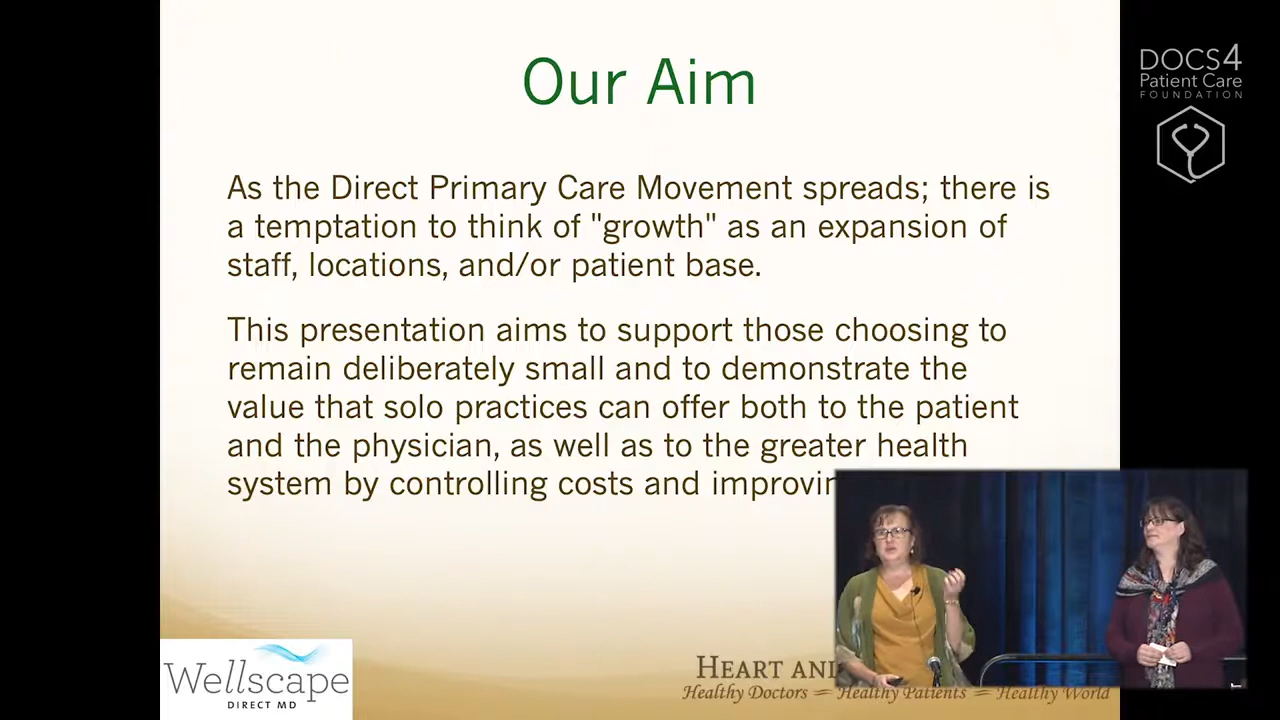 Our Aim
DOCS4
Patient Care
FOUNDATION
As the Direct Primary Care Movement spreads; there is
a temptation to think of "growth" as an expansion of
staff, locations, and/or patient base.
This presentation aims to support those choosing to
remain deliberately small and to demonstrate the
value that solo practices can offer both to the patient
and the physician, as well as to the greater health
system by controlling costs and
Wellscape
DIRECT MD
HEART AND
Healthy Doctors = Healthy Patients = Healthy World